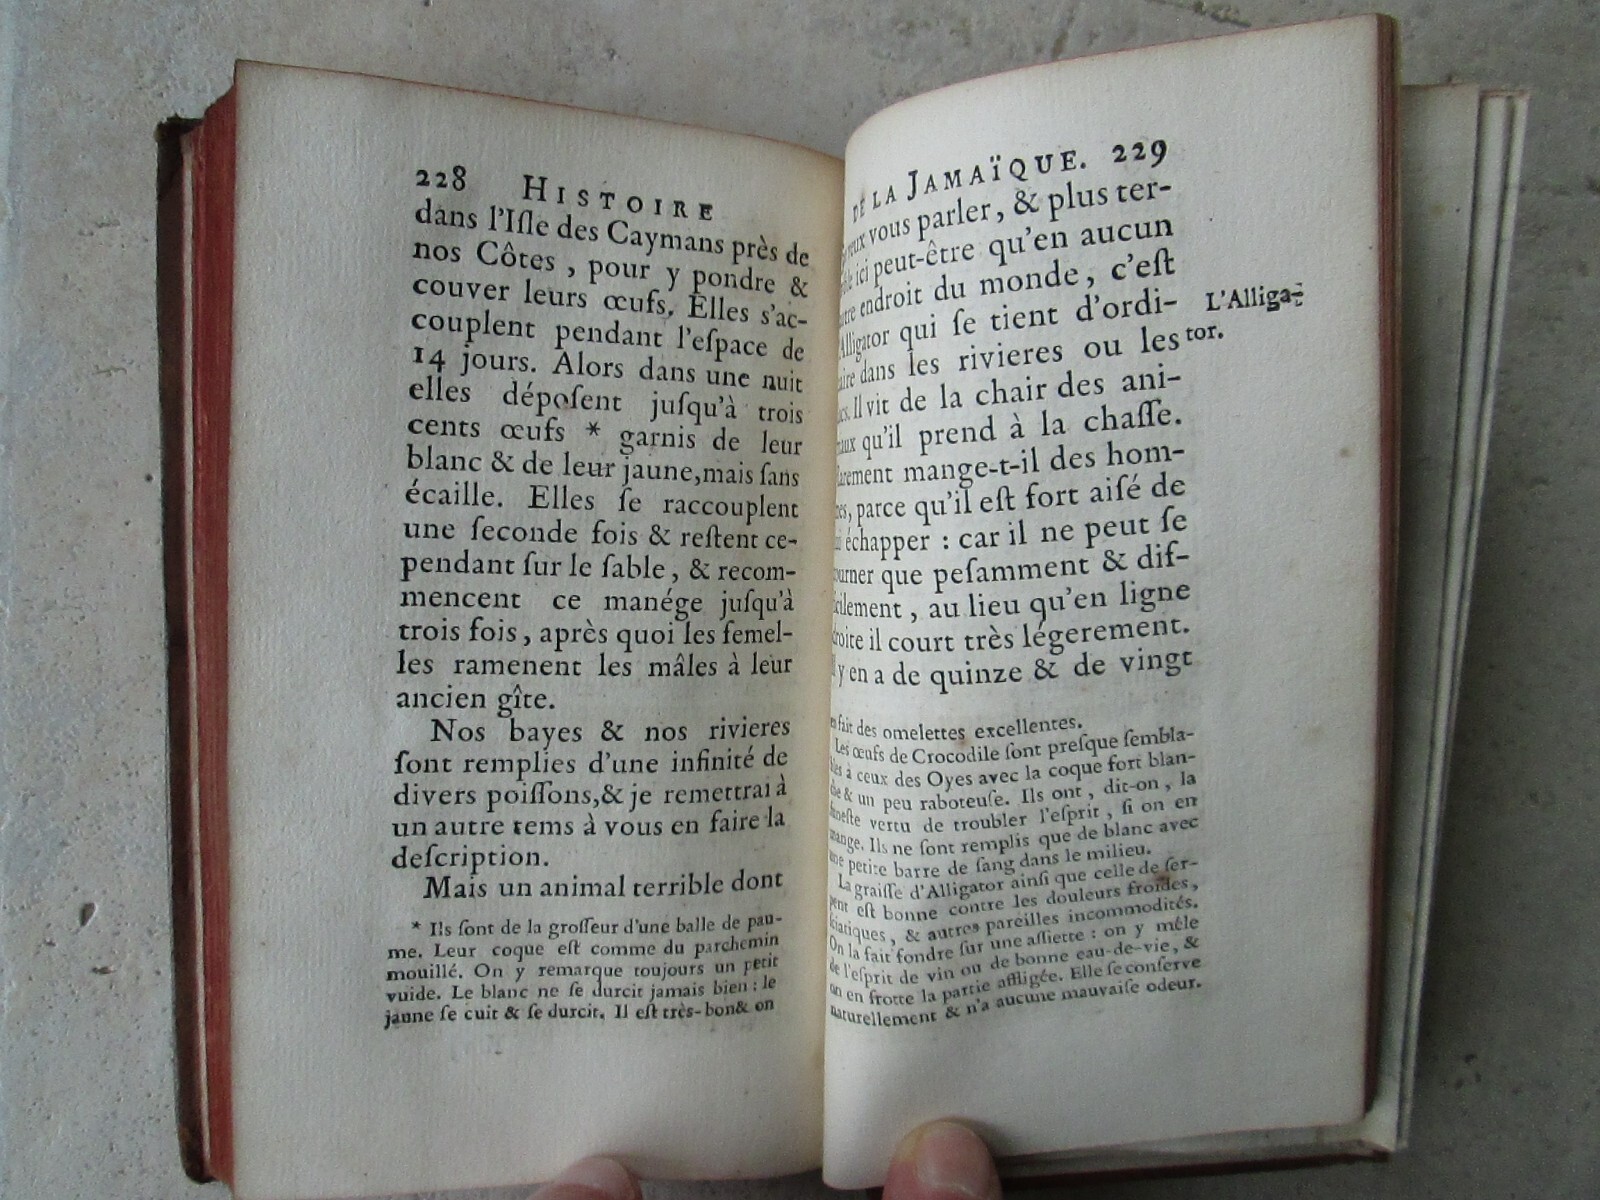 228 HISTOIRE
dans l'Iſle des Caymans près de
nos Côtes, pour y pondre &
couver leurs œufs. Elles s'ac-
couplent pendant l'eſpace de
14 jours. Alors dans une nuit
elles dépoſent juſqu'à trois
cents œufs * garnis de leur
blanc & de leur jaune,mais ſans
écaille. Elles ſe raccouplent
une ſeconde fois & reſtent ce-
pendant ſur le ſable, & recom-
mencent ce manége juſqu'à
trois fois, après quoi les femel-
les ramenent les mâles à leur
ancien gîte.
Nos bayes & nos rivieres
ſont remplies d'une infinité de
divers poiſſons,& je remettrai à
un autre tems à vous en faire la
deſcription.
Mais un animal terrible dont
* Ils ſont de la groſſeur d'une balle de pau-
me. Leur coque eſt comme du parchemin
mouillé. On y remarque toujours un petit
vuide. Le blanc ne ſe durcit jamais bien : le
jaune ſe cuit & ſe durcit. Il eſt très-bon& on
DE LA JAMAÏQUE. 229
veux vous parler, & plus ter-
ici peut-être qu'en aucun
endroit du monde, c'eſt
Alligator qui ſe tient d'ordi-
dans les rivieres ou les
Il vit de la chair des ani-
qu'il prend à la chaſſe.
mange-t-il des hom-
parce qu'il eſt fort aiſé de
échapper : car il ne peut ſe
que peſamment & dif-
au lieu qu'en ligne
droite il court très légerement.
y en a de quinze & de vingt
L'Alliga-
tor.
en fait des omelettes excellentes.
Les œufs de Crocodile ſont preſque ſembla-
bles à ceux des Oyes avec la coque fort blan-
che & un peu raboteuſe. Ils ont, dit-on, la
vertu de troubler l'eſprit, ſi on en
mange. Ils ne ſont remplis que de blanc avec
une petite barre de ſang dans le milieu.
La graiſſe d'Alligator ainſi que celle de ſer-
pent eſt bonne contre les douleurs froides,
ſciatiques, & autres pareilles incommodités.
On la fait fondre ſur une aſſiette : on y mêle
de l'eſprit de vin ou de bonne eau-de-vie, &
on en frotte la partie affligée. Elle ſe conſerve
naturellement & n'a aucune mauvaiſe odeur.